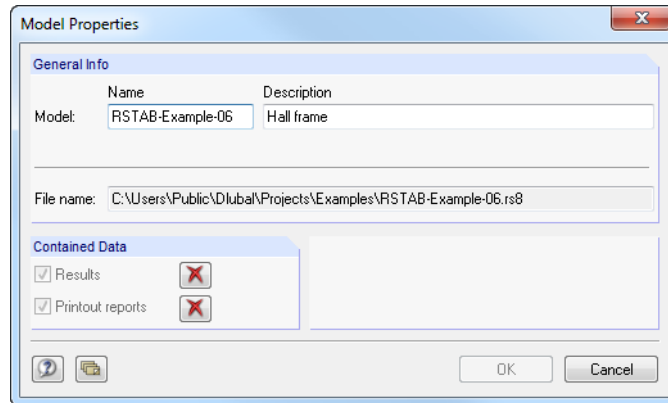 Model Properties
General Info
Name Description
Model: RSTAB-Example-06 Hall frame
File name: C:\Users\Public\Dlubal\Projects\Examples\RSTAB-Example-06.rs8
Contained Data
Results
Printout reports
OK Cancel